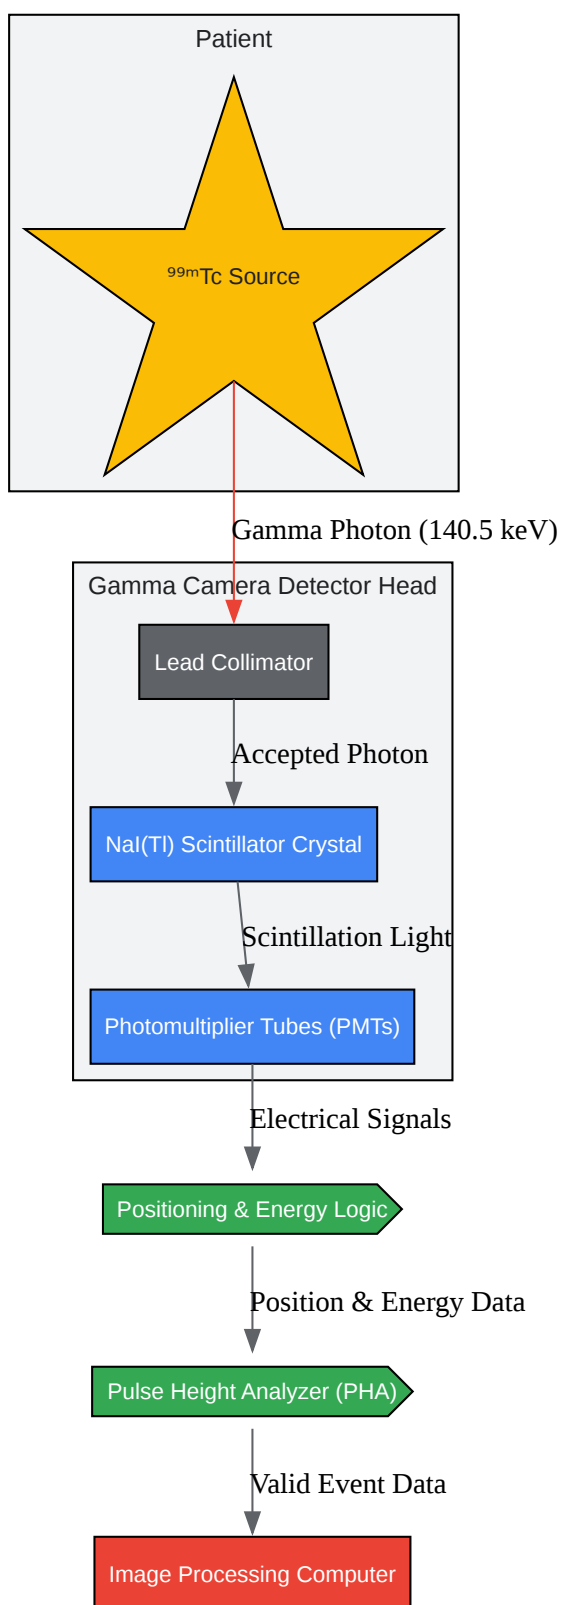 Patient
⁹⁹ᵐTc Source
Gamma Photon (140.5 keV)
Gamma Camera Detector Head
Lead Collimator
Accepted Photon
NaI(Tl) Scintillator Crystal
Scintillation Light
Photomultiplier Tubes (PMTs)
Electrical Signals
Positioning & Energy Logic
Position & Energy Data
Pulse Height Analyzer (PHA)
Valid Event Data
Image Processing Computer